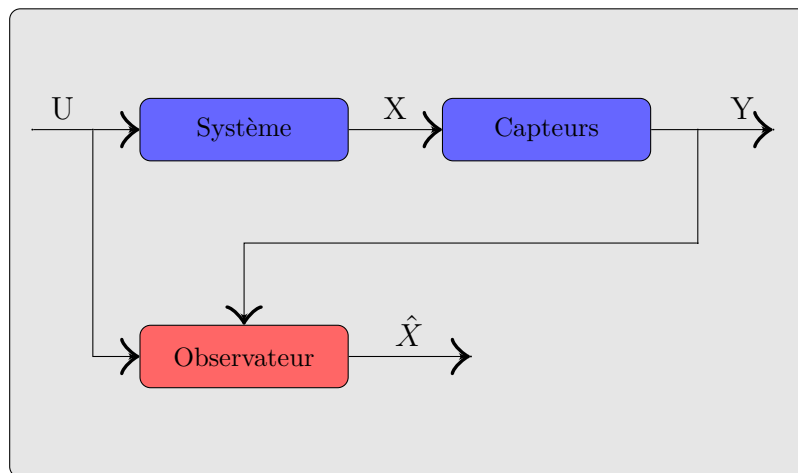 U
Système
X
Capteurs
Y
Observateur
X̂